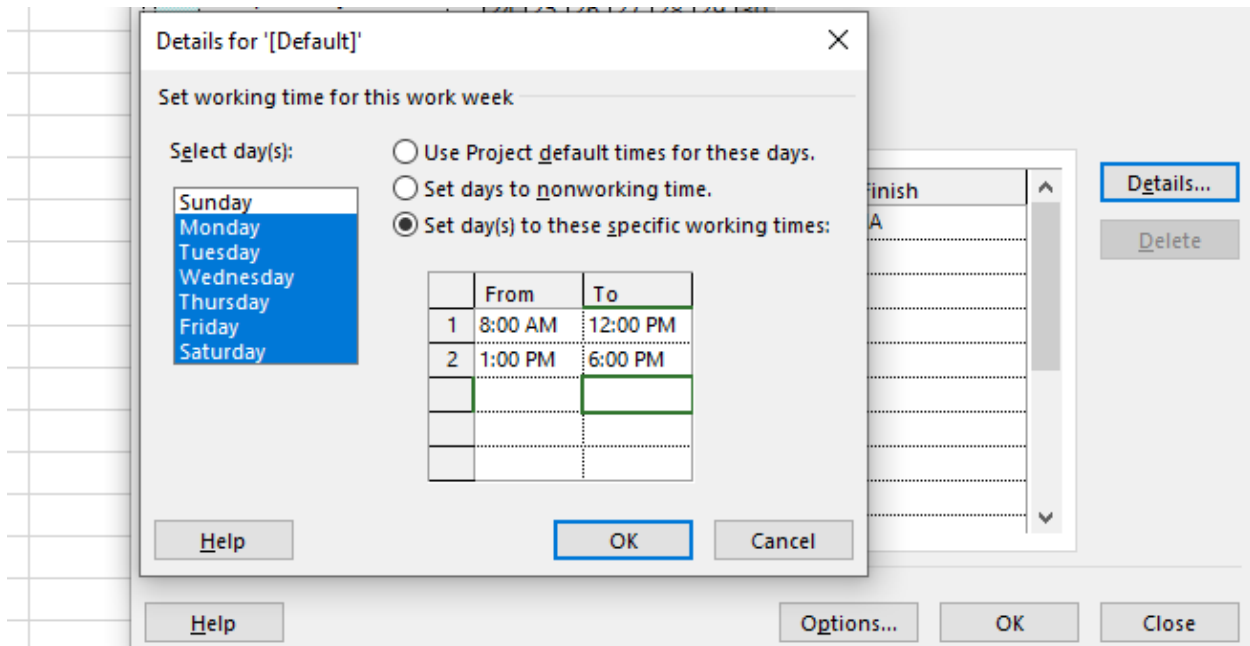 Details for '[Default]'
Set working time for this work week
Select day(s):
Sunday
Monday
Tuesday
Wednesday
Thursday
Friday
Saturday
Use Project default times for these days.
Set days to nonworking time.
Set day(s) to these specific working times:
From To
1 8:00 AM 12:00 PM
2 1:00 PM 6:00 PM
Help OK Cancel
Details...
Delete
Help Options... OK Close